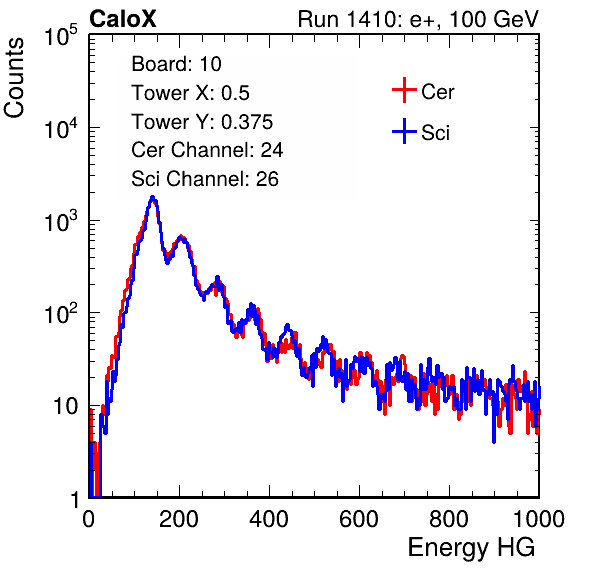 CaloX Run 1410: e+, 100 GeV
Board: 10
Tower X: 0.5
Tower Y: 0.375
Cer Channel: 24
Sci Channel: 26
Cer
Sci
Counts
10^5
10^4
10^3
10^2
10
1
0 200 400 600 800 1000
Energy HG